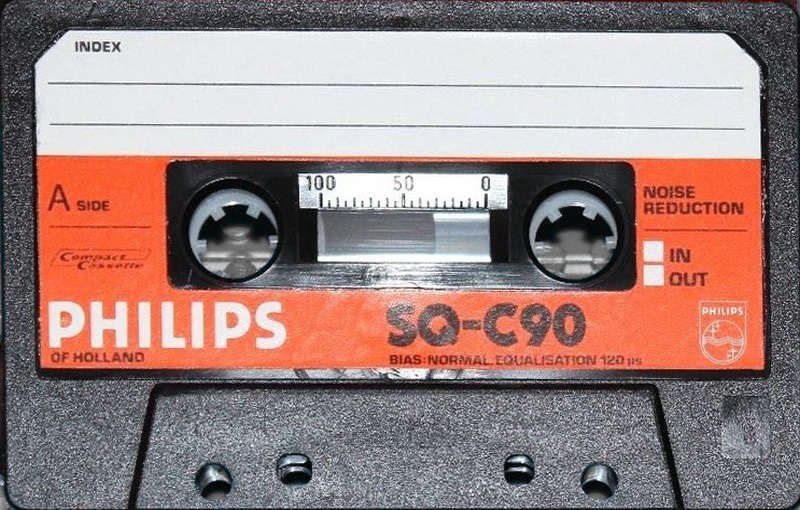 INDEX
100 50 0
A SIDE
NOISE
REDUCTION
Compact
Cassette
IN
OUT
PHILIPS
OF HOLLAND
SQ-C90
BIAS:NORMAL.EQUALISATION 120 µs
PHILIPS